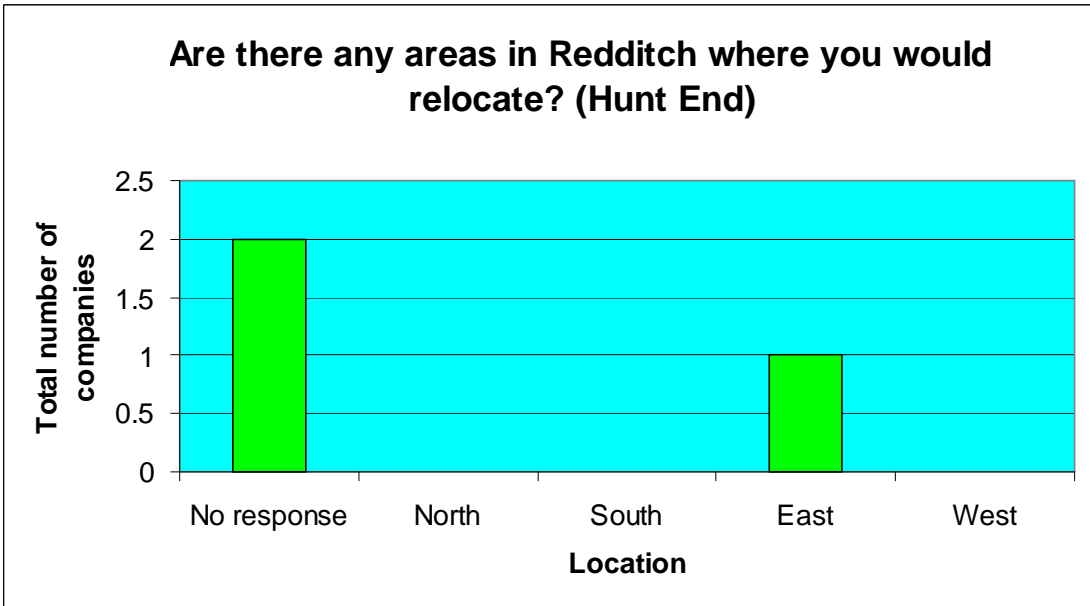 Are there any areas in Redditch where you would
relocate? (Hunt End)
Total number of
companies
2.5
2
1.5
1
0.5
0
No response
North
South
East
West
Location